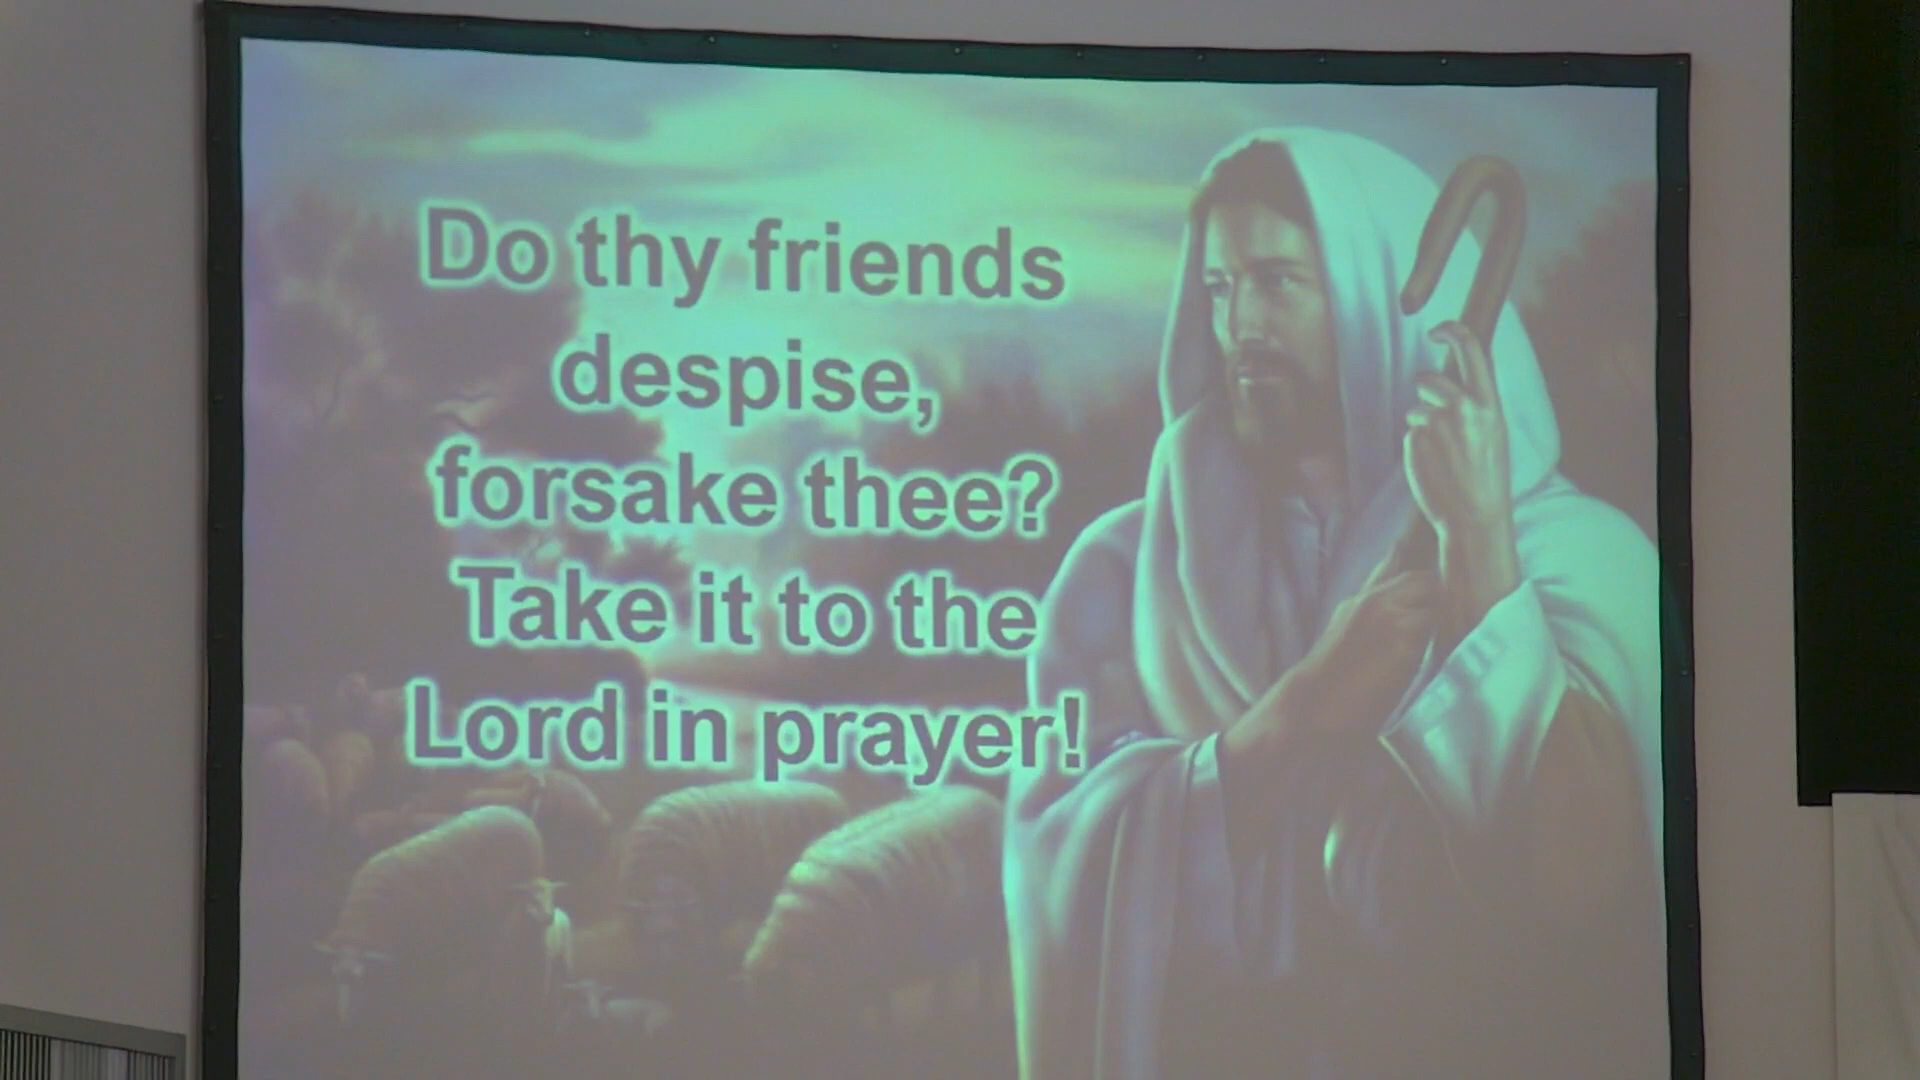 Do thy friends
despise,
forsake thee?
Take it to the
Lord in prayer!